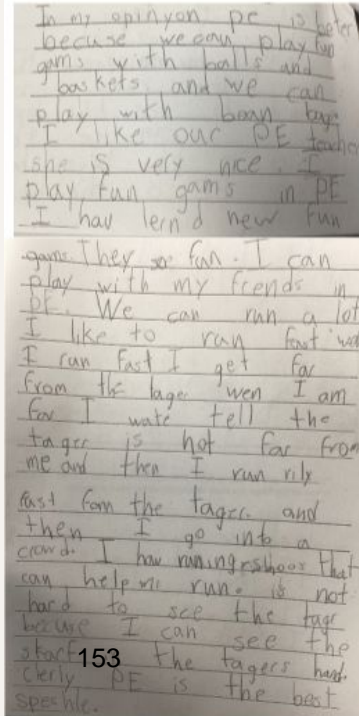 In my opinyon pe is beter
becuse we can play fun
gams with balls and
baskets and we can
play with bean bags
I like our PE teacher
she is very nice. I
play fun gams in PE
I hav lern'd new fun
gams. They so fun. I can
play with my frends in
PE. We can run a lot
I like to run fast
I run fast I get far
from the tager wen I am
far I wate tell the
tager is not far from
me and then I run rily
fast fom the tager. and
then I go into a
crowd. I hav runing shoos that
can help me run. is not
hard to see the tagr
becuse I can see the
153 the tagers hand.
Clerly PE is the best
speshle.